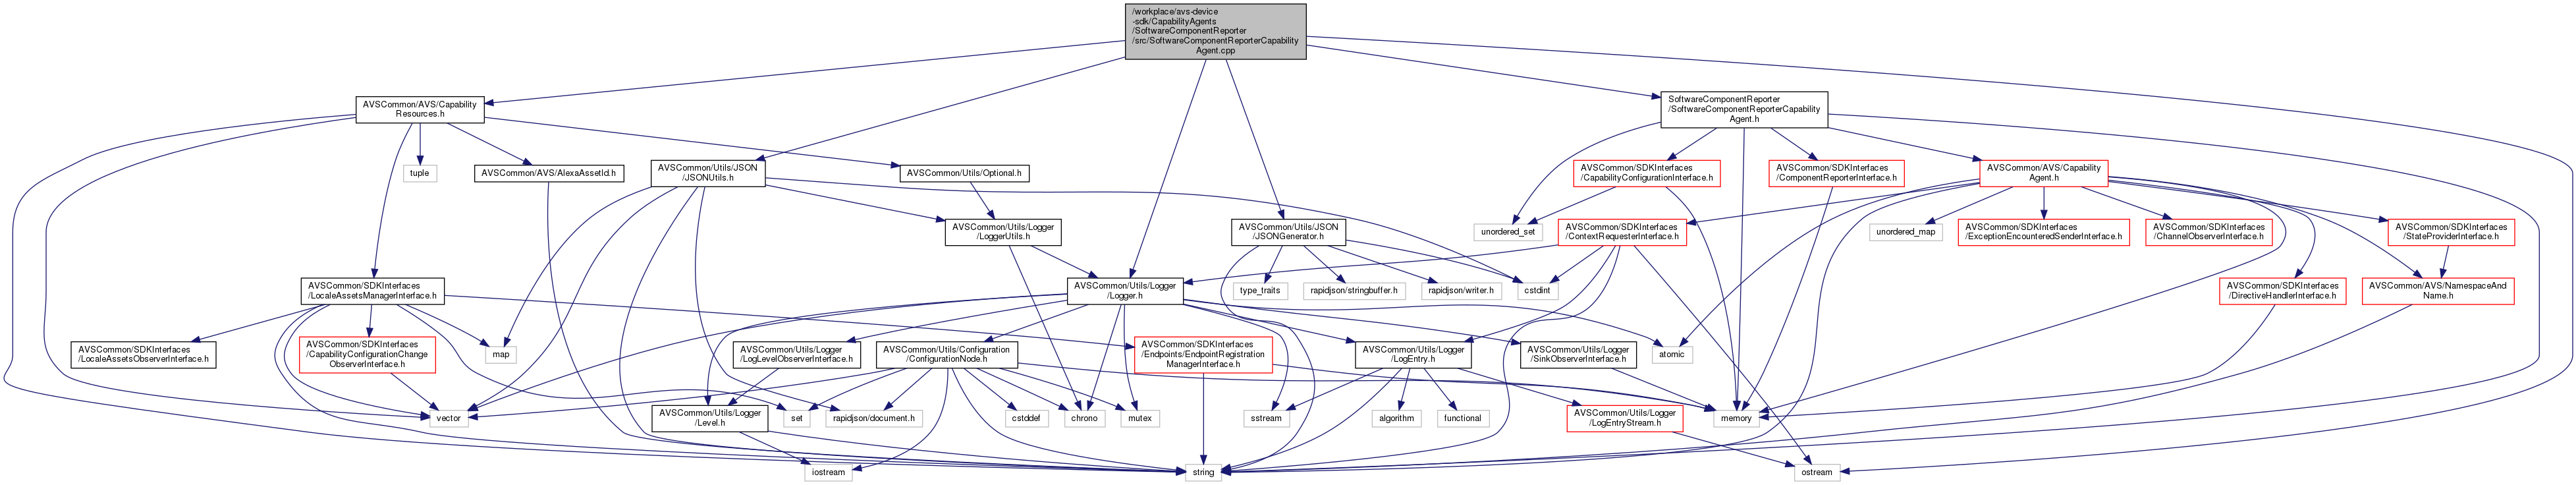 /workplace/avs-device
-sdk/CapabilityAgents
/SoftwareComponentReporter
/src/SoftwareComponentReporterCapability
Agent.cpp
AVSCommon/AVS/Capability
Resources.h
SoftwareComponentReporter
/SoftwareComponentReporterCapability
Agent.h
tuple
AVSCommon/AVS/AlexaAssetId.h
AVSCommon/Utils/JSON
/JSONUtils.h
AVSCommon/Utils/Optional.h
AVSCommon/SDKInterfaces
/CapabilityConfigurationInterface.h
AVSCommon/SDKInterfaces
/ComponentReporterInterface.h
AVSCommon/AVS/Capability
Agent.h
AVSCommon/Utils/Logger
/LoggerUtils.h
AVSCommon/Utils/JSON
/JSONGenerator.h
unordered_set
AVSCommon/SDKInterfaces
/ContextRequesterInterface.h
unordered_map
AVSCommon/SDKInterfaces
/ExceptionEncounteredSenderInterface.h
AVSCommon/SDKInterfaces
/ChannelObserverInterface.h
AVSCommon/SDKInterfaces
/StateProviderInterface.h
AVSCommon/SDKInterfaces
/LocaleAssetsManagerInterface.h
AVSCommon/Utils/Logger
/Logger.h
type_traits
rapidjson/stringbuffer.h
rapidjson/writer.h
cstdint
AVSCommon/SDKInterfaces
/DirectiveHandlerInterface.h
AVSCommon/AVS/NamespaceAnd
Name.h
AVSCommon/SDKInterfaces
/LocaleAssetsObserverInterface.h
AVSCommon/SDKInterfaces
/CapabilityConfigurationChange
ObserverInterface.h
map
AVSCommon/Utils/Logger
/LogLevelObserverInterface.h
AVSCommon/Utils/Configuration
/ConfigurationNode.h
AVSCommon/SDKInterfaces
/Endpoints/EndpointRegistration
ManagerInterface.h
AVSCommon/Utils/Logger
/LogEntry.h
AVSCommon/Utils/Logger
/SinkObserverInterface.h
atomic
vector
AVSCommon/Utils/Logger
/Level.h
set
rapidjson/document.h
cstddef
chrono
mutex
sstream
algorithm
functional
AVSCommon/Utils/Logger
/LogEntryStream.h
memory
iostream
string
ostream